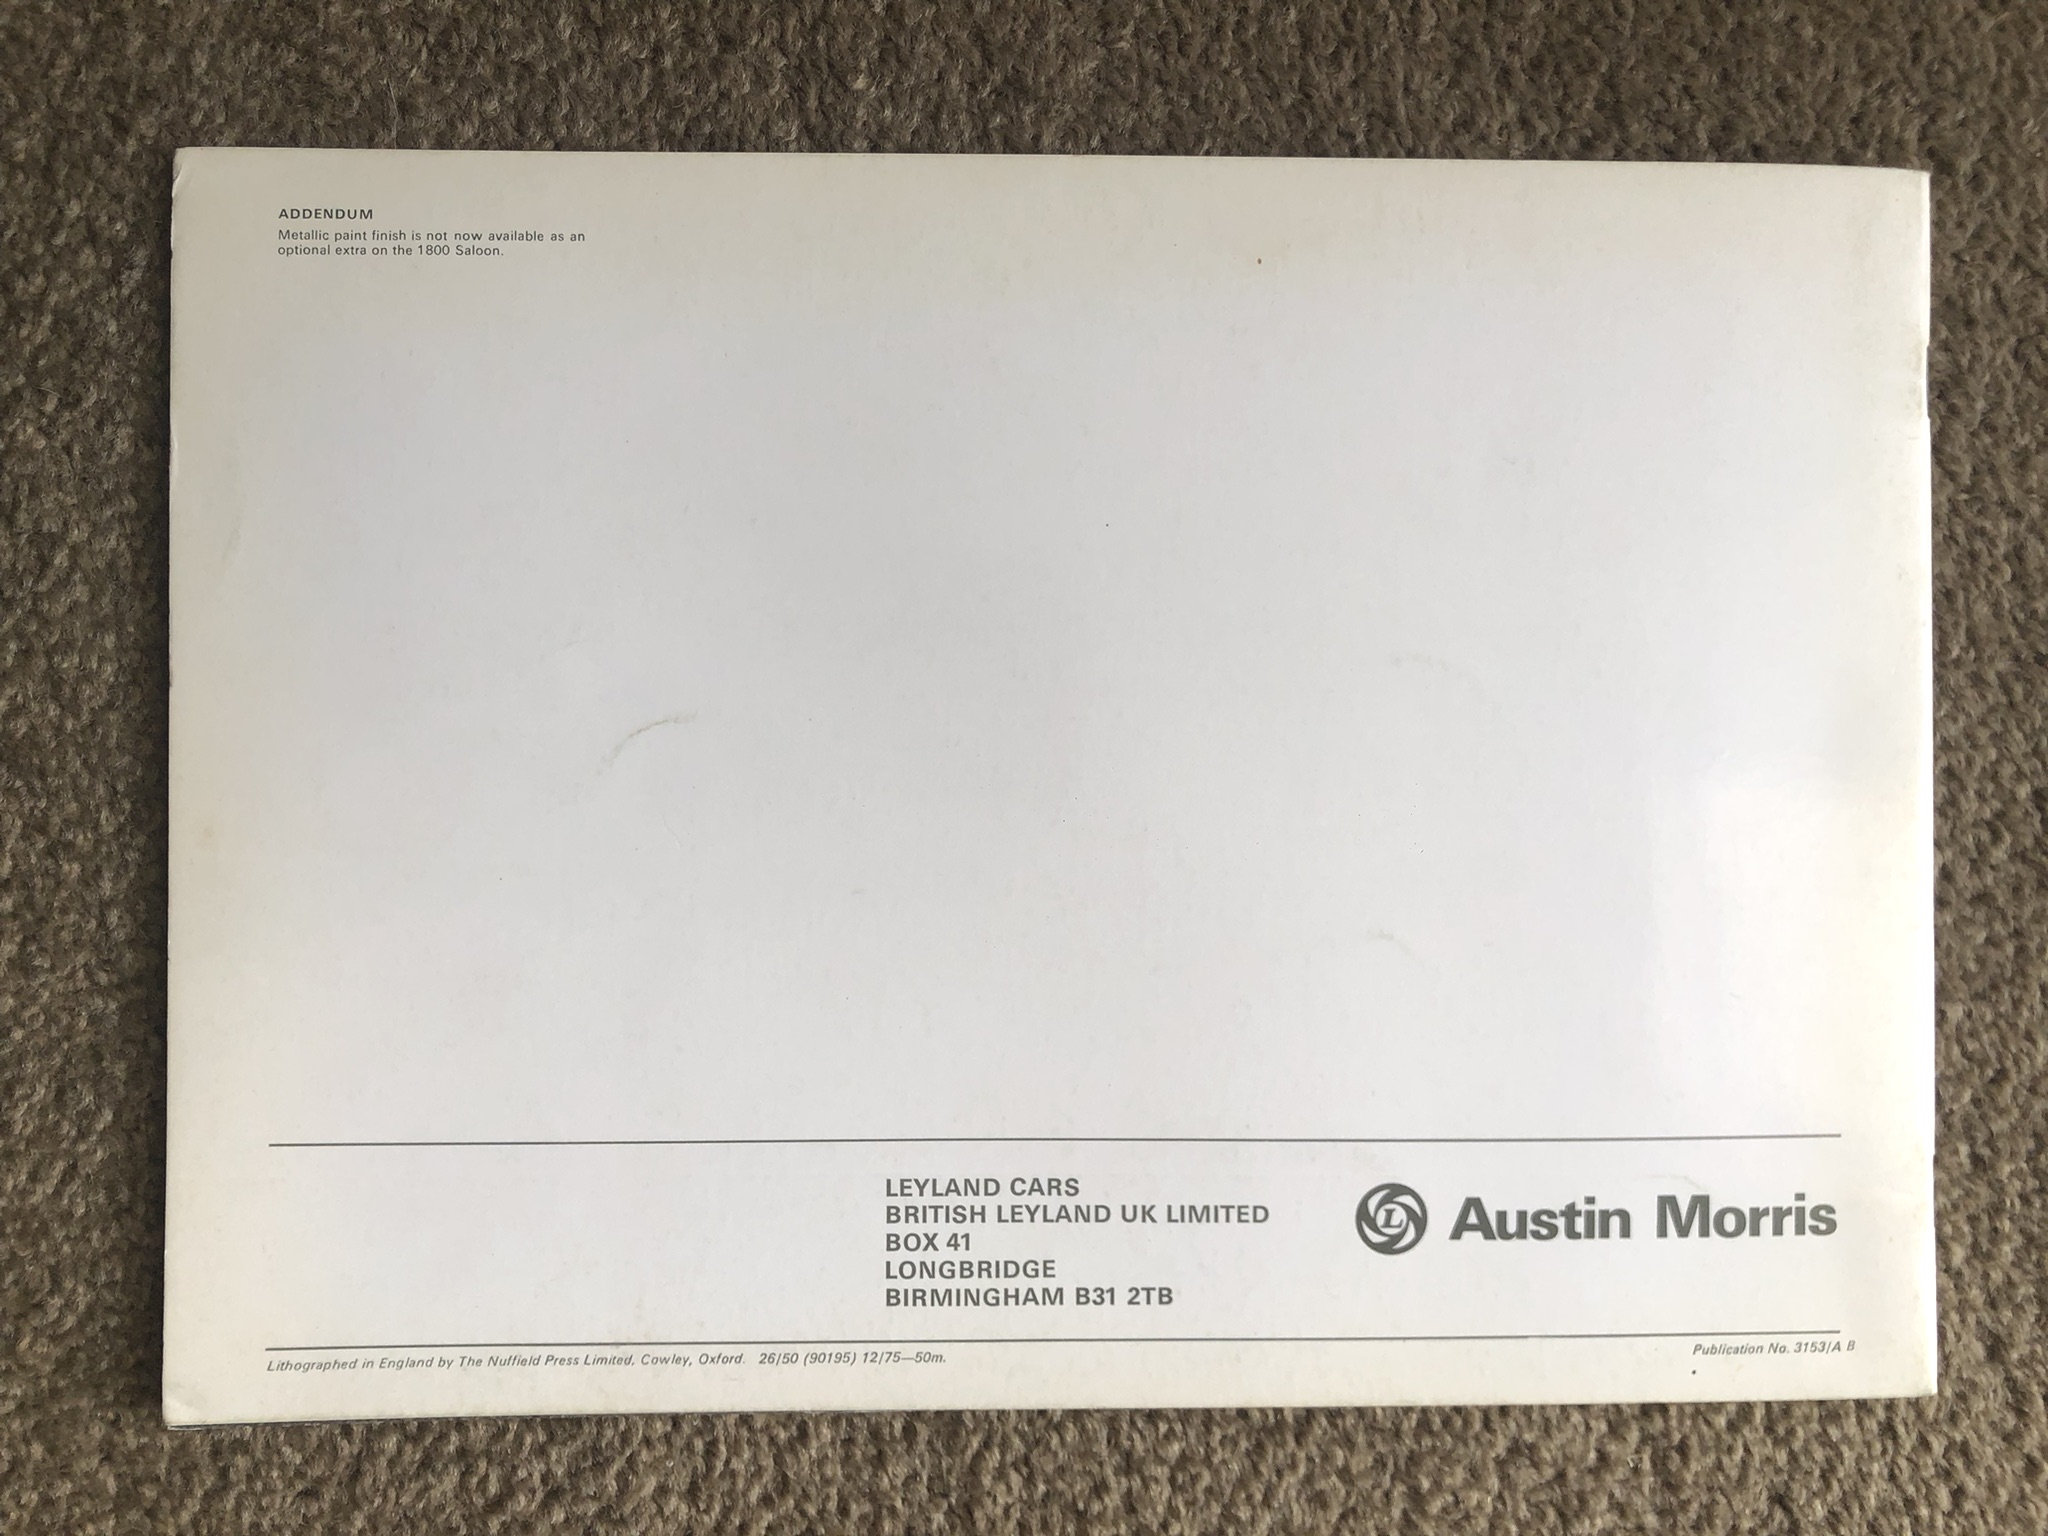 ADDENDUM
Metallic paint finish is not now available as an
optional extra on the 1800 Saloon.
LEYLAND CARS
BRITISH LEYLAND UK LIMITED
BOX 41
LONGBRIDGE
BIRMINGHAM B31 2TB
L Austin Morris
Lithographed in England by The Nuffield Press Limited, Cowley, Oxford. 26/50 (90195) 12/75—50m.
Publication No. 3153/A B